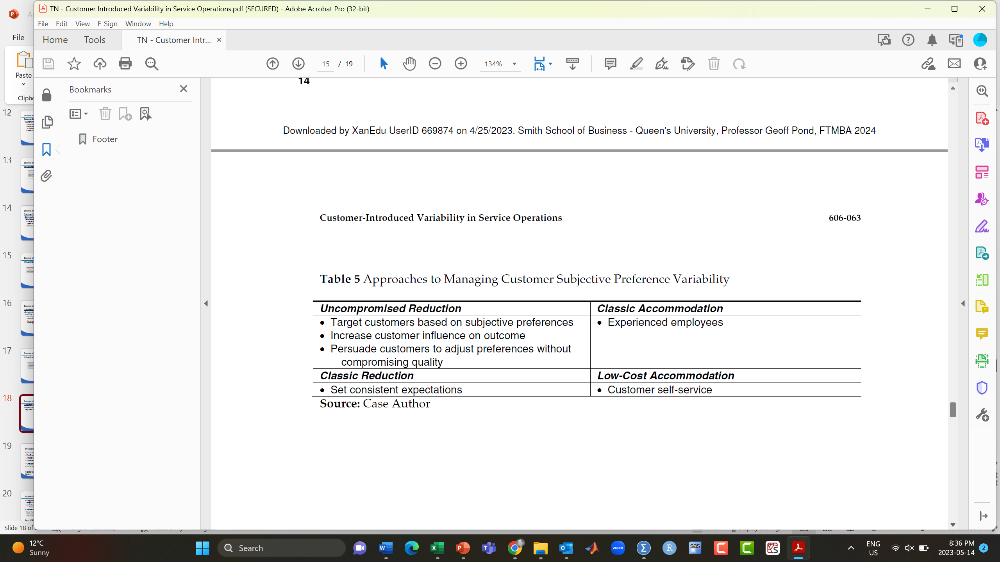 TN - Customer Introduced Variability in Service Operations.pdf (SECURED) - Adobe Acrobat Pro (32-bit)
File Edit View E-Sign Window Help
File
Home Tools TN - Customer Intr...
Paste
15 / 19 134%
Clipbo
Bookmarks
Footer
14
Downloaded by XanEdu UserID 669874 on 4/25/2023. Smith School of Business - Queen's University, Professor Geoff Pond, FTMBA 2024
Customer-Introduced Variability in Service Operations 606-063
Table 5 Approaches to Managing Customer Subjective Preference Variability
Uncompromised Reduction Classic Accommodation
• Target customers based on subjective preferences • Experienced employees
• Increase customer influence on outcome
• Persuade customers to adjust preferences without
compromising quality
Classic Reduction Low-Cost Accommodation
• Set consistent expectations • Customer self-service
Source: Case Author
12
13
14
15
16
17
18
19
20
Slide 18 of
12°C
Sunny
Search
zoom
sas
ENG
US
8:36 PM
2023-05-14
2